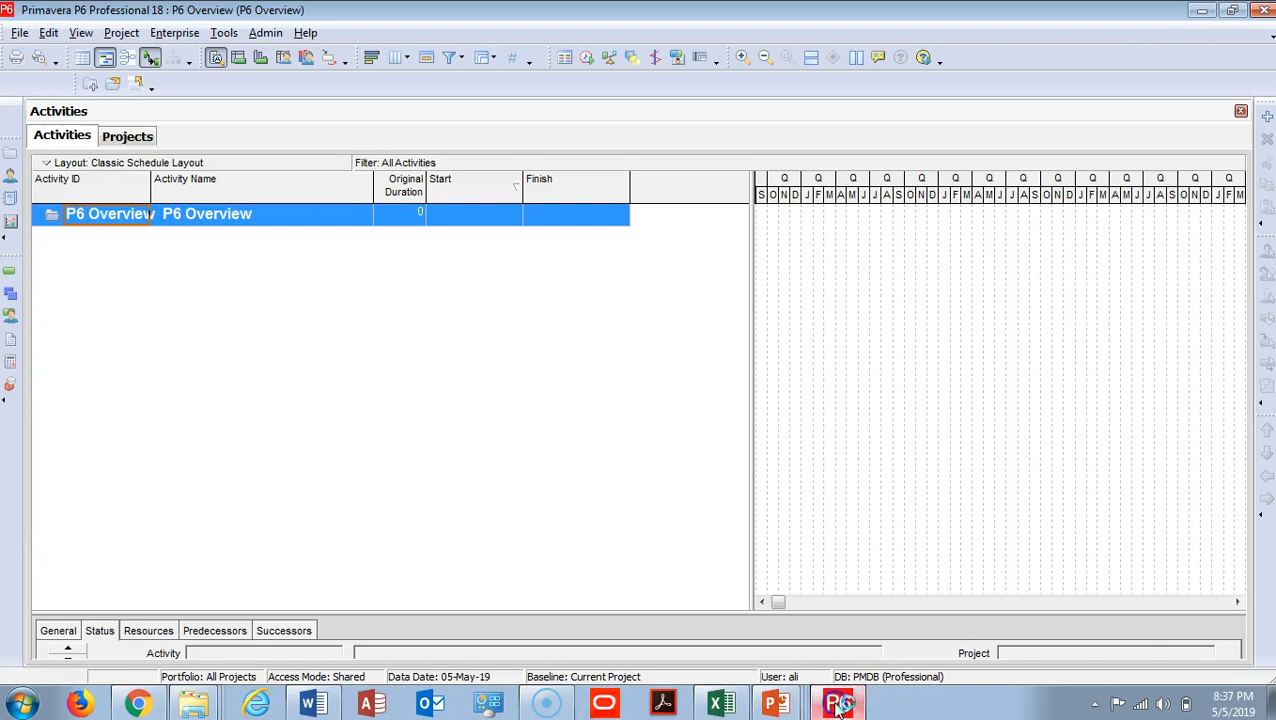 Primavera P6 Professional 18 : P6 Overview (P6 Overview)
File Edit View Project Enterprise Tools Admin Help
Activities
Activities Projects
Layout: Classic Schedule Layout Filter: All Activities
Activity ID Activity Name Original Duration Start Finish
Q Q Q Q Q Q Q Q Q Q Q Q Q Q
S O N D J F M A M J J A S O N D J F M A M J J A S O N D J F M A M J J A S O N D J F M
P6 Overview P6 Overview 0
General Status Resources Predecessors Successors
Activity Project
Portfolio: All Projects Access Mode: Shared Data Date: 05-May-19 Baseline: Current Project User: ali DB: PMDB (Professional)
8:37 PM
5/5/2019